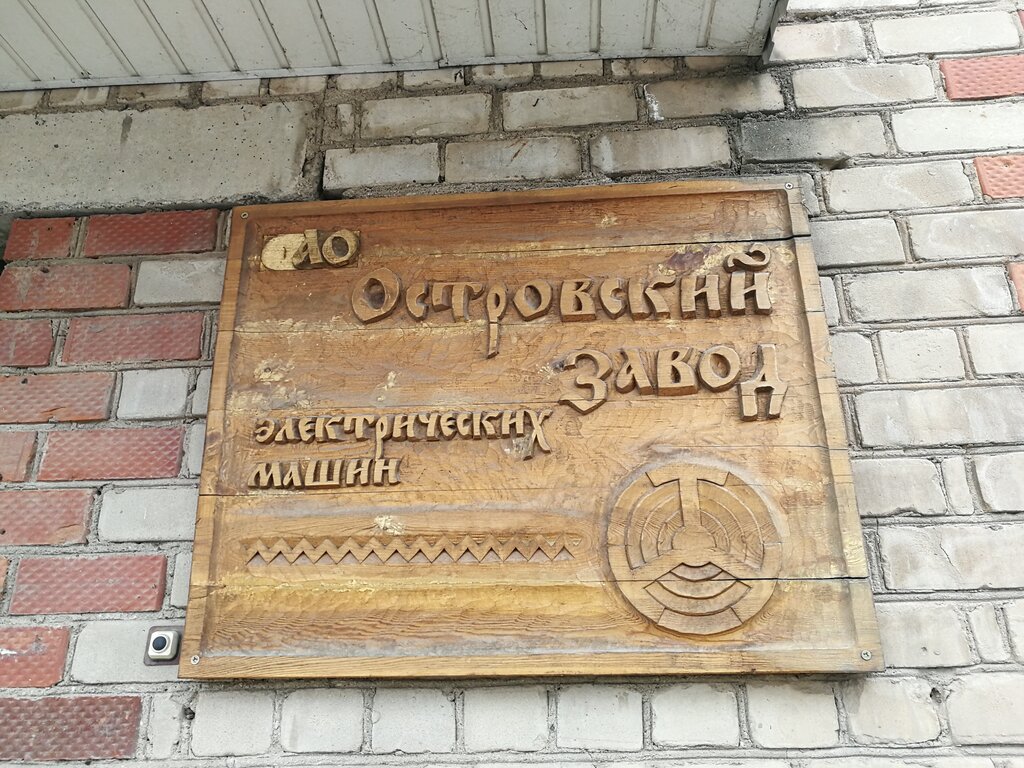 АО
Островский
завод
электрических
машин